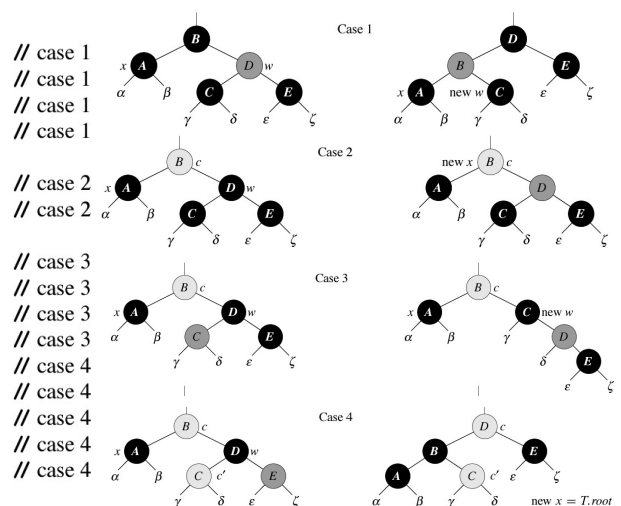 // case 1
// case 1
// case 1
// case 1
// case 2
// case 2
// case 3
// case 3
// case 3
// case 3
// case 4
// case 4
// case 4
// case 4
// case 4
Case 1
B
x A D w
α β C E
γ δ ε ζ
D
B E
x A new w C ε ζ
α β γ δ
Case 2
B c
x A D w
α β C E
γ δ ε ζ
new x B c
A D
α β C E
γ δ ε ζ
Case 3
B c
x A D w
α β C E
γ δ ε ζ
B c
x A C new w
α β γ D
δ E
ε ζ
Case 4
B c
x A D w
α β C c′ E
γ δ ε ζ
D c
B E
A C c′ ε ζ
α β γ δ new x = T.root